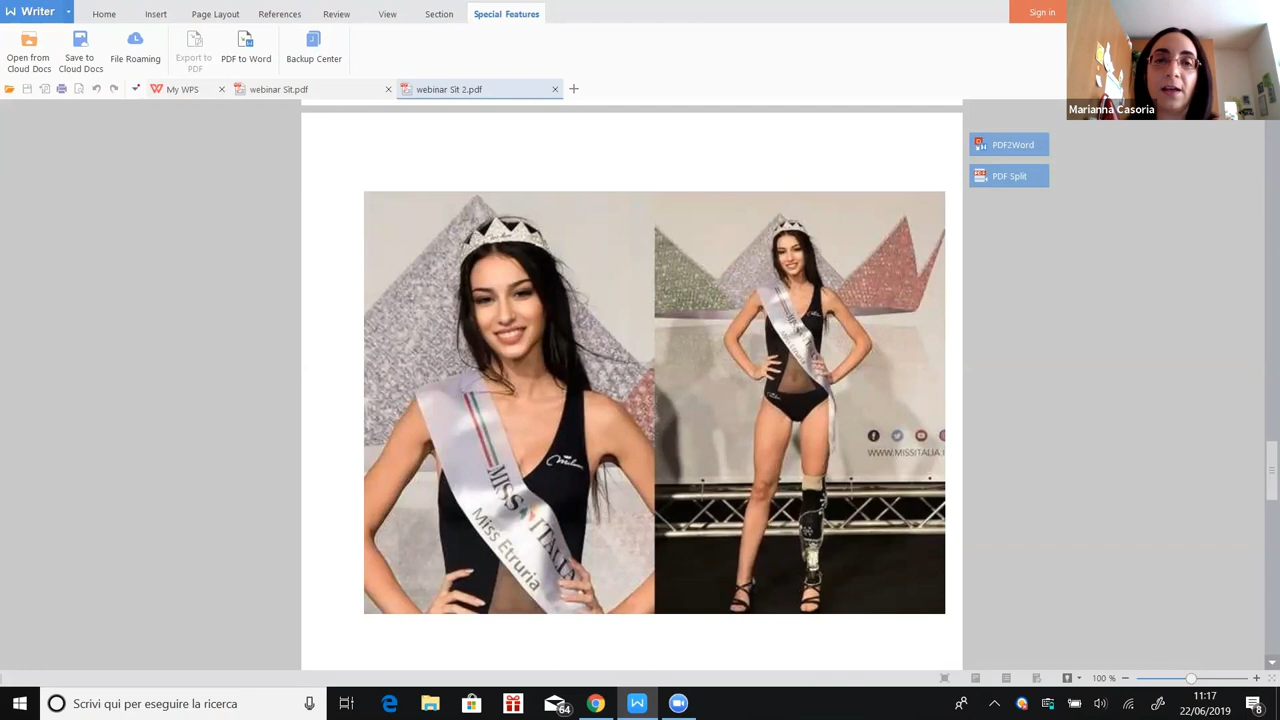 Writer
Home
Insert
Page Layout
References
Review
View
Section
Special Features
Sign in
Open from
Cloud Docs
Save to
Cloud Docs
File Roaming
Export to
PDF
PDF to Word
Backup Center
My WPS
webinar Sit.pdf
webinar Sit 2.pdf
Marianna Casoria
PDF2Word
PDF Split
MISS ITALIA
Miss Etruria
WWW.MISSITALIA.I
100 %
Scrivi qui per eseguire la ricerca
64
11:17
22/06/2019
8